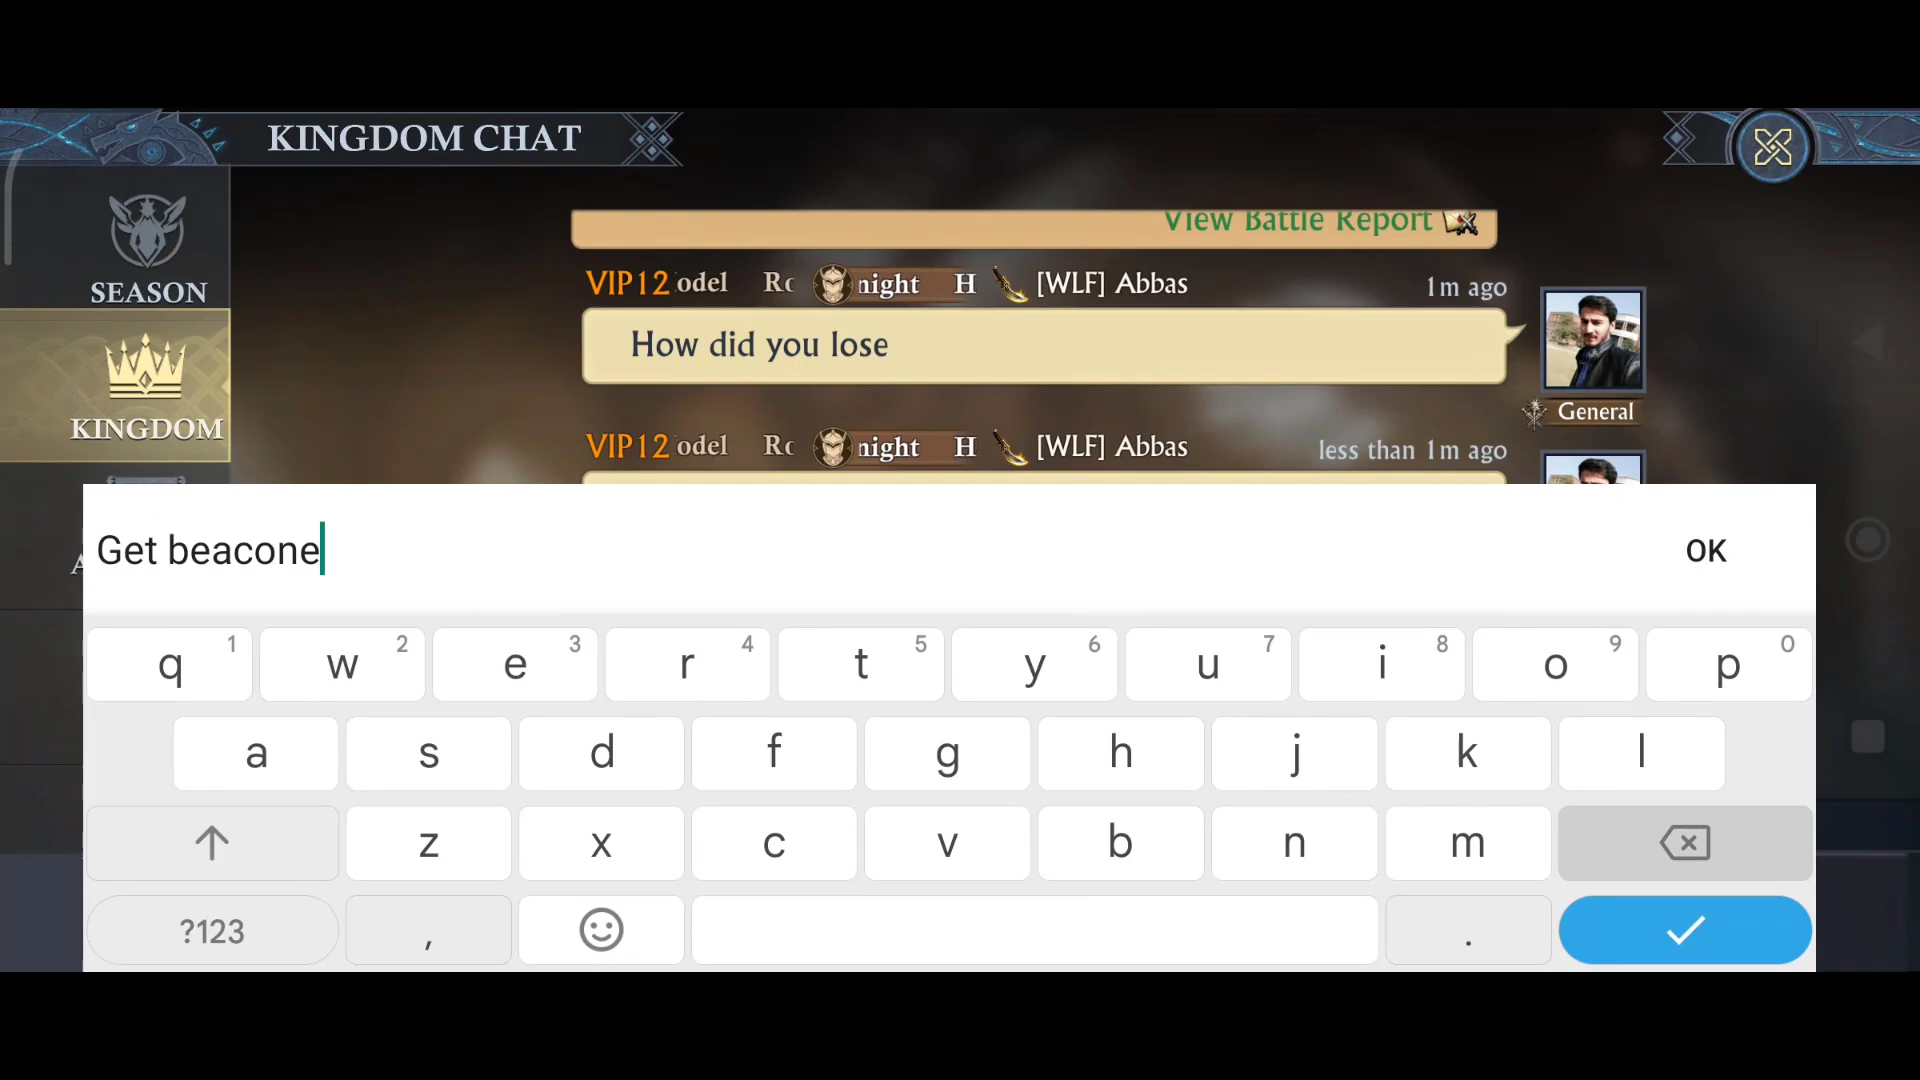 KINGDOM CHAT
SEASON
KINGDOM
View Battle Report
VIP12 odel Rc night H [WLF] Abbas 1m ago
How did you lose
General
VIP12 odel Rc night H [WLF] Abbas less than 1m ago
A
Get beacone OK
q 1 w 2 e 3 r 4 t 5 y 6 u 7 i 8 o 9 p 0
a s d f g h j k l
z x c v b n m
?123 , .